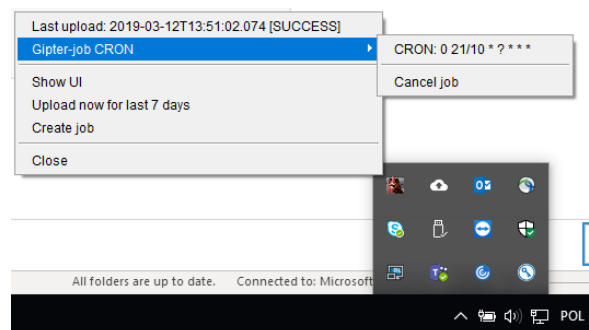 Last upload: 2019-03-12T13:51:02.074 [SUCCESS]
Gipter-job CRON
CRON: 0 21/10 * ? * * *
Show UI
Cancel job
Upload now for last 7 days
Create job
Close
All folders are up to date. Connected to: Microsoft
POL